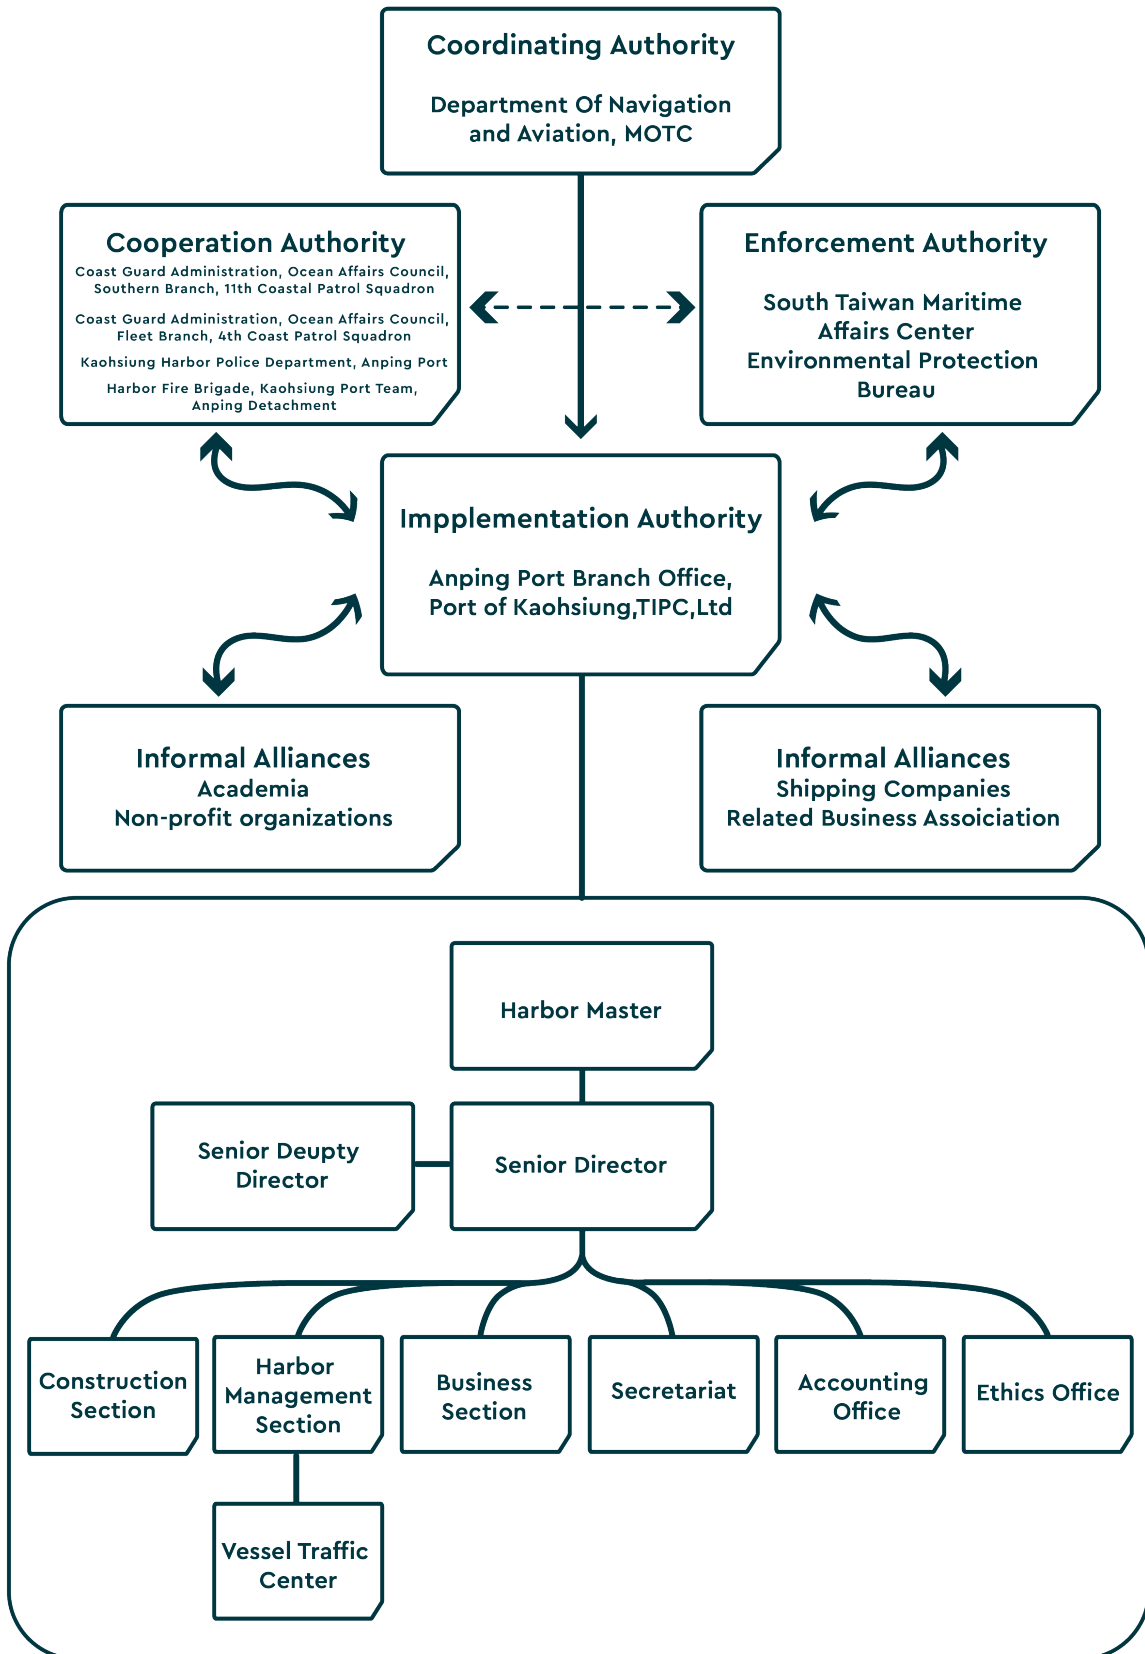 Coordinating Authority
Department Of Navigation
and Aviation, MOTC
Cooperation Authority
Coast Guard Administration, Ocean Affairs Council,
Southern Branch, 11th Coastal Patrol Squadron
Coast Guard Administration, Ocean Affairs Council,
Fleet Branch, 4th Coast Patrol Squadron
Kaohsiung Harbor Police Department, Anping Port
Harbor Fire Brigade, Kaohsiung Port Team,
Anping Detachment
Enforcement Authority
South Taiwan Maritime
Affairs Center
Environmental Protection
Bureau
Impplementation Authority
Anping Port Branch Office,
Port of Kaohsiung,TIPC,Ltd
Informal Alliances
Academia
Non-profit organizations
Informal Alliances
Shipping Companies
Related Business Assoiciation
Harbor Master
Senior Deupty
Director
Senior Director
Construction
Section
Harbor
Management
Section
Business
Section
Secretariat
Accounting
Office
Ethics Office
Vessel Traffic
Center